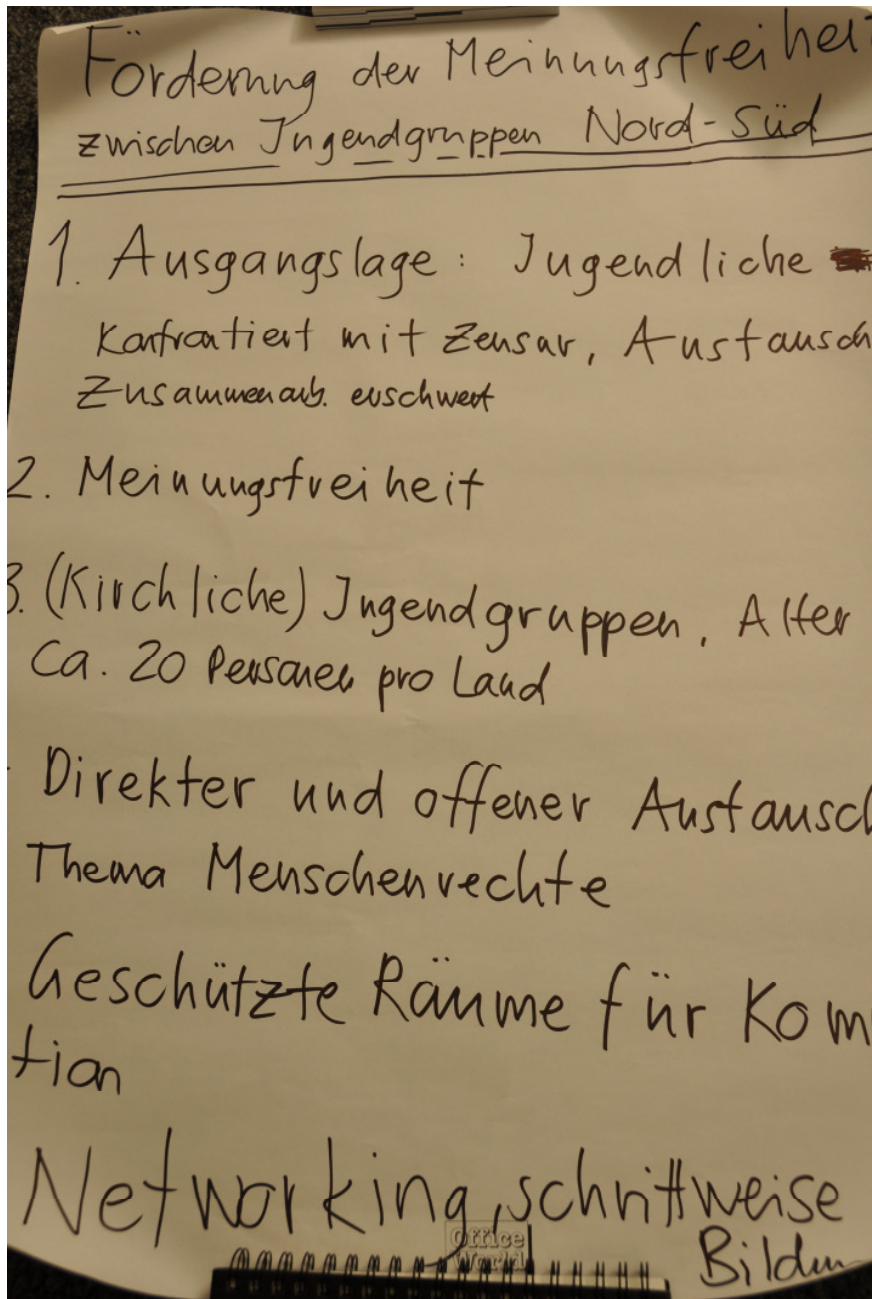 Förderung der Meinungsfreiheit
zwischen Jugendgruppen Nord-Süd
1. Ausgangslage: Jugendliche
Konfrontiert mit Zensur, Austausch
Zusammenarb. erschwert
2. Meinungsfreiheit
3. (Kirchliche) Jugendgruppen, Alter
Ca. 20 Personen pro Land
Direkter und offener Austausch
Thema Menschenrechte
Geschützte Räume für Kom
tion
Networking, schrittweise
Office
World